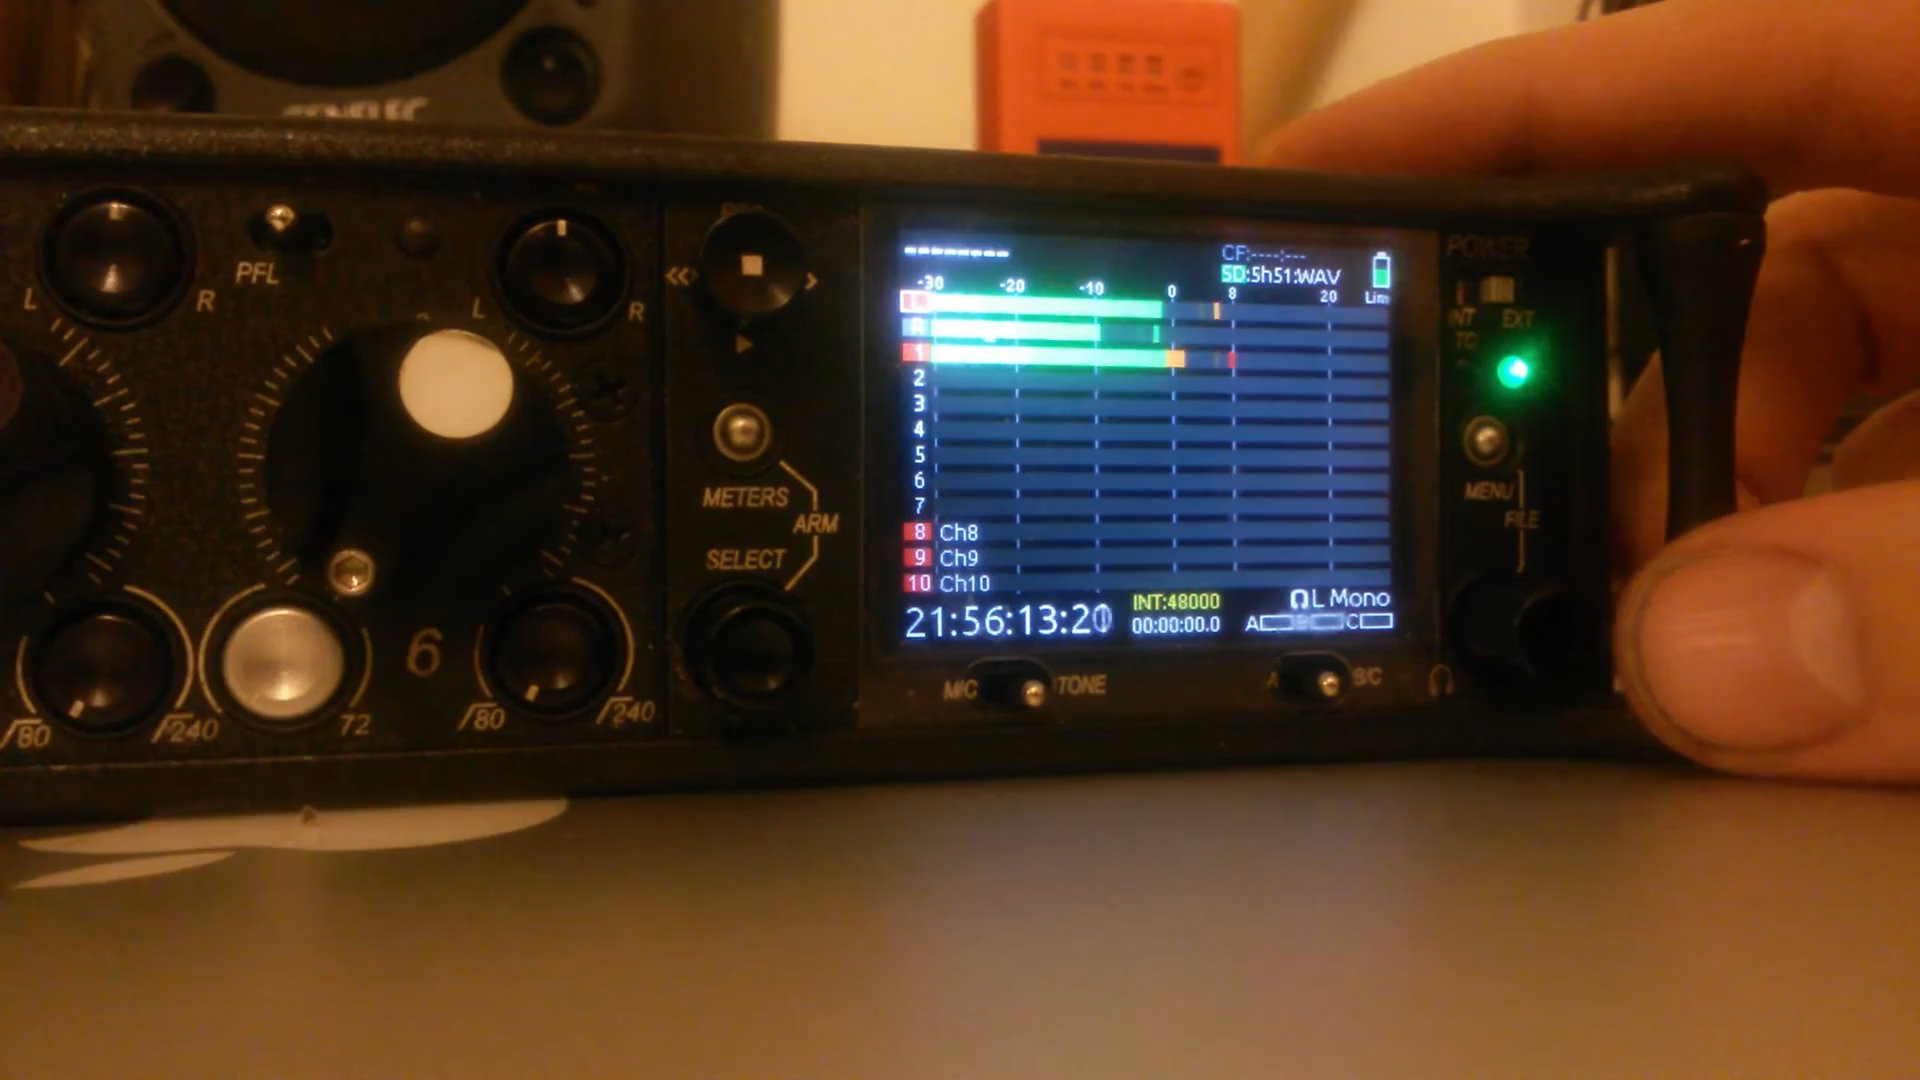 GENELEC
L
R
PFL
L
R
√80
√240
72
6
√80
√240
METERS
ARM
SELECT
CF:----:---
SD:5h51:WAV
-30 -20 -10 0 8 20 Lim
R
1
2
3
4
5
6
7
8 Ch8
9 Ch9
10 Ch10
21:56:13:20 INT:48000 L Mono
00:00:00.0 A C
MIC TONE
A B/C
POWER
INT EXT
TC
MENU
FILE